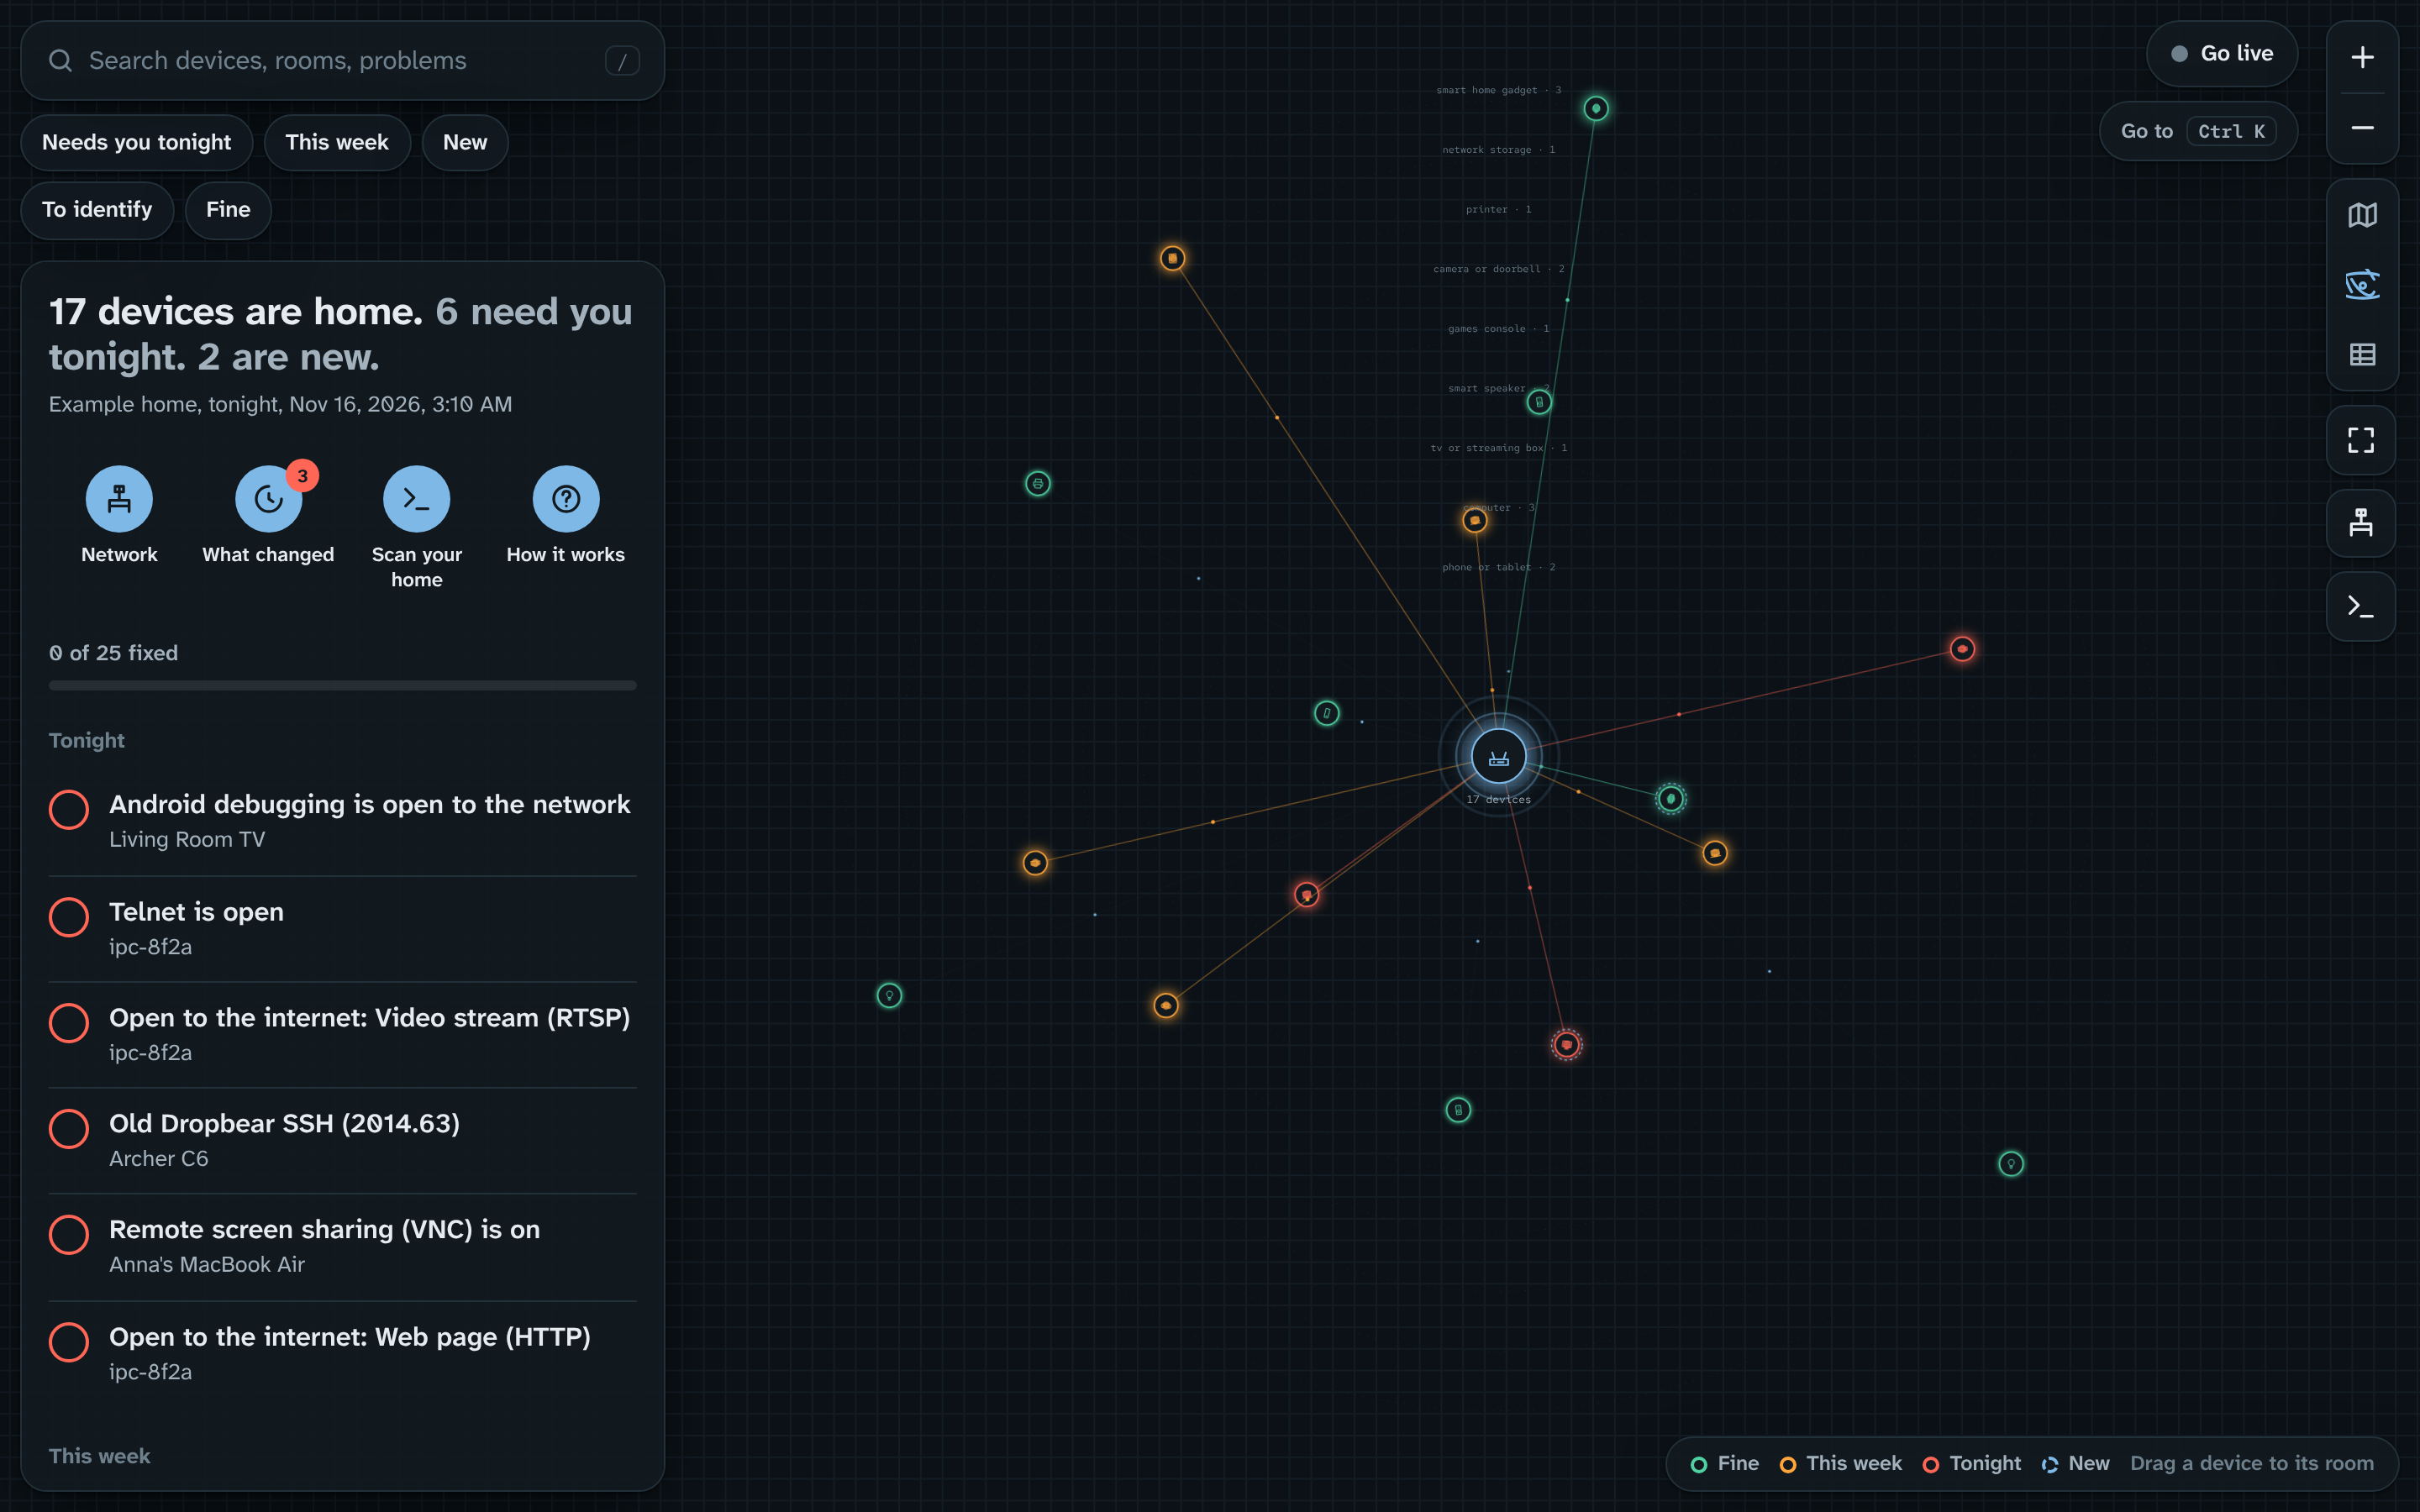 Search devices, rooms, problems
/
Needs you tonight
This week
New
To identify
Fine
17 devices are home. 6 need you
tonight. 2 are new.
Example home, tonight, Nov 16, 2026, 3:10 AM
3
Network
What changed
Scan your
home
How it works
0 of 25 fixed
Tonight
Android debugging is open to the network
Living Room TV
Telnet is open
ipc-8f2a
Open to the internet: Video stream (RTSP)
ipc-8f2a
Old Dropbear SSH (2014.63)
Archer C6
Remote screen sharing (VNC) is on
Anna's MacBook Air
Open to the internet: Web page (HTTP)
ipc-8f2a
This week
smart home gadget · 3
network storage · 1
printer · 1
camera or doorbell · 2
games console · 1
smart speaker · 2
tv or streaming box · 1
computer · 3
phone or tablet · 2
17 devices
Go live
Go to Ctrl K
Fine
This week
Tonight
New
Drag a device to its room